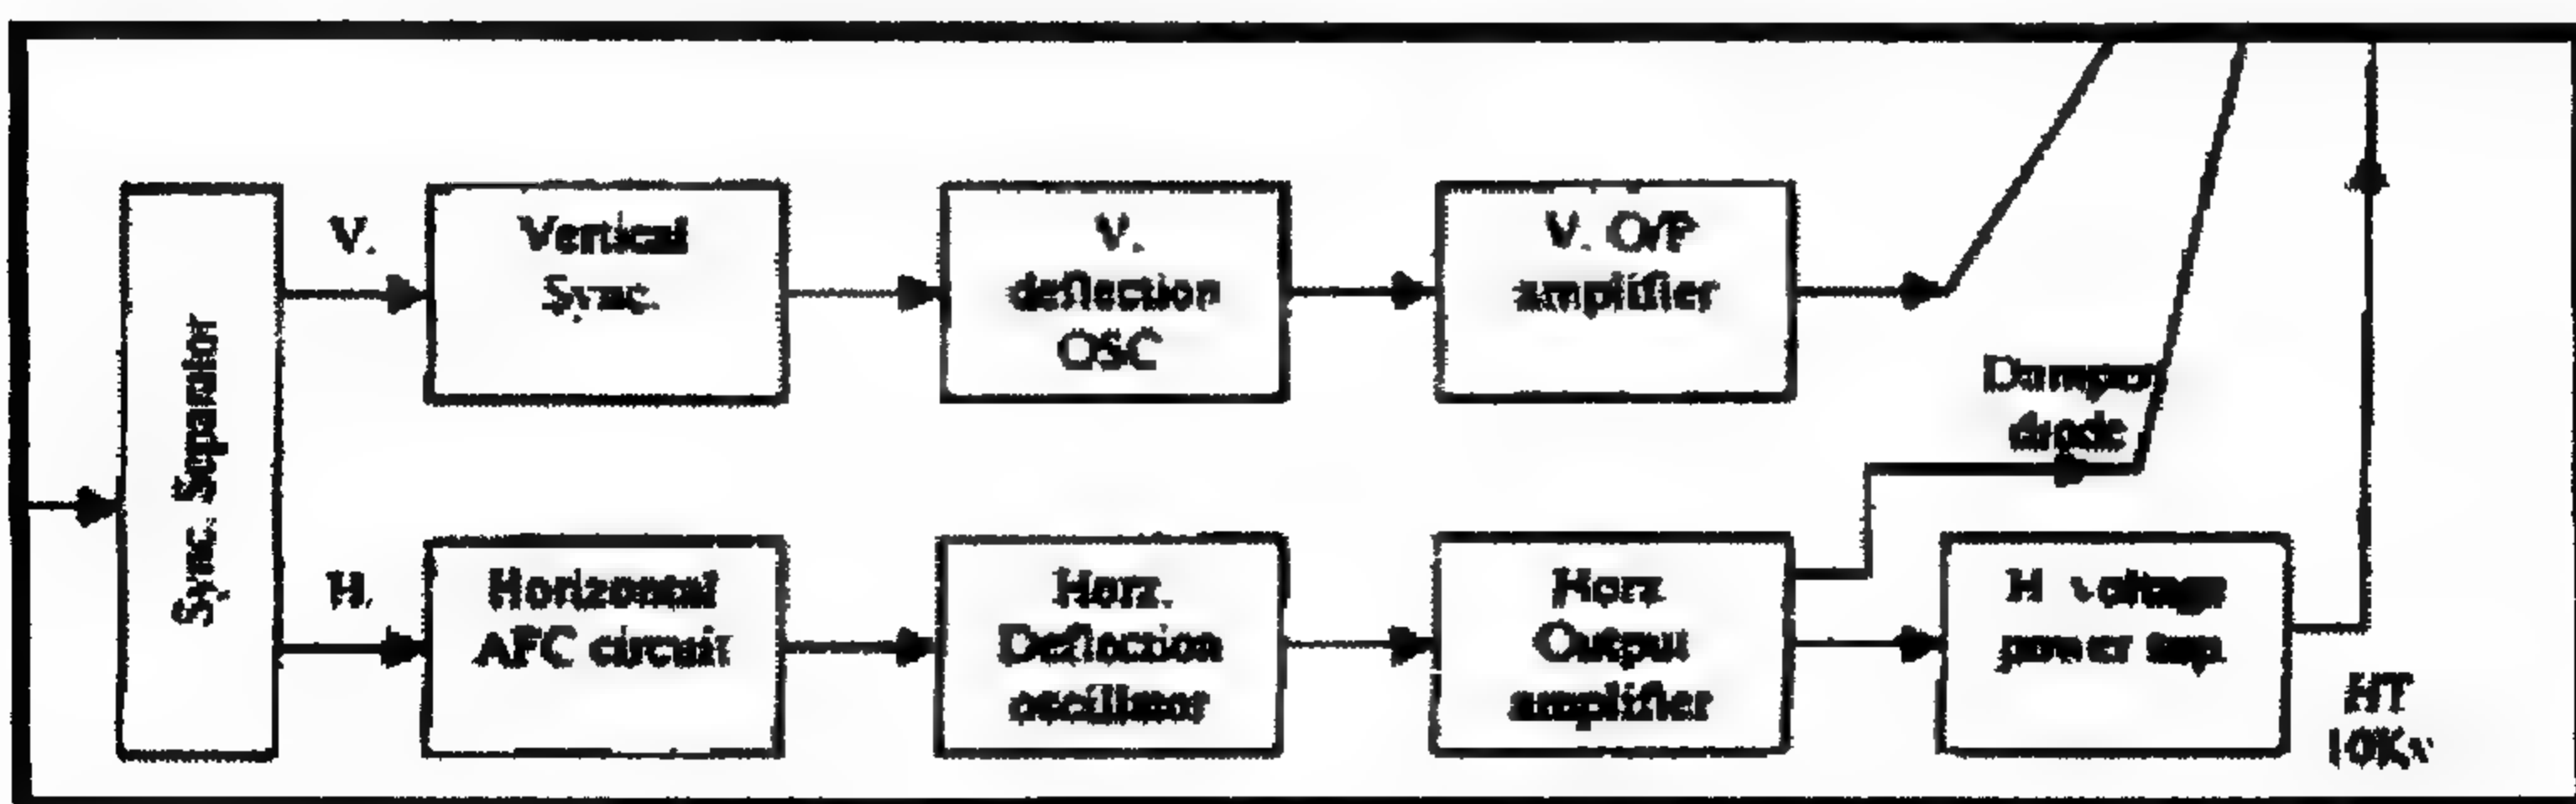 Sync. Separator
V.
Vertical
Sync.
V.
deflection
OSC
V. O/P
amplifier
Damper
diode
H.
Horizontal
AFC circuit
Horz.
Deflection
oscillator
Horz
Output
amplifier
H voltage
power sup.
HT
10Kv